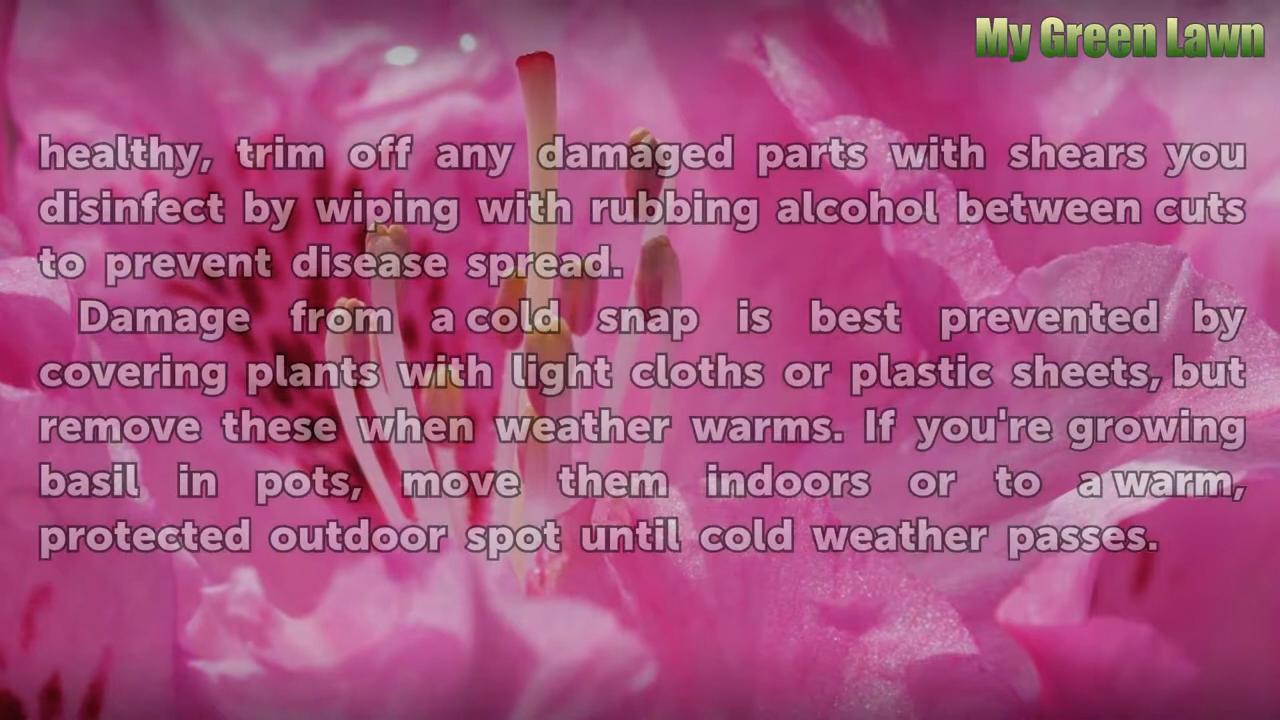 My Green Lawn
healthy, trim off any damaged parts with shears you
disinfect by wiping with rubbing alcohol between cuts
to prevent disease spread.
Damage from a cold snap is best prevented by
covering plants with light cloths or plastic sheets, but
remove these when weather warms. If you're growing
basil in pots, move them indoors or to a warm,
protected outdoor spot until cold weather passes.